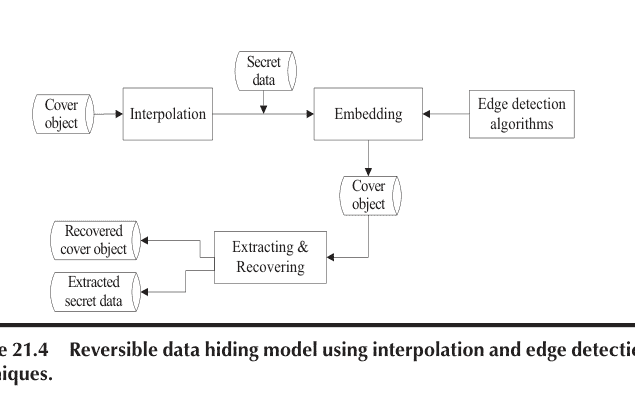 Secret
data
Cover
object
Interpolation
Embedding
Edge detection
algorithms
Cover
object
Recovered
cover object
Extracting &
Recovering
Extracted
secret data
e 21.4 Reversible data hiding model using interpolation and edge detectio
iques.